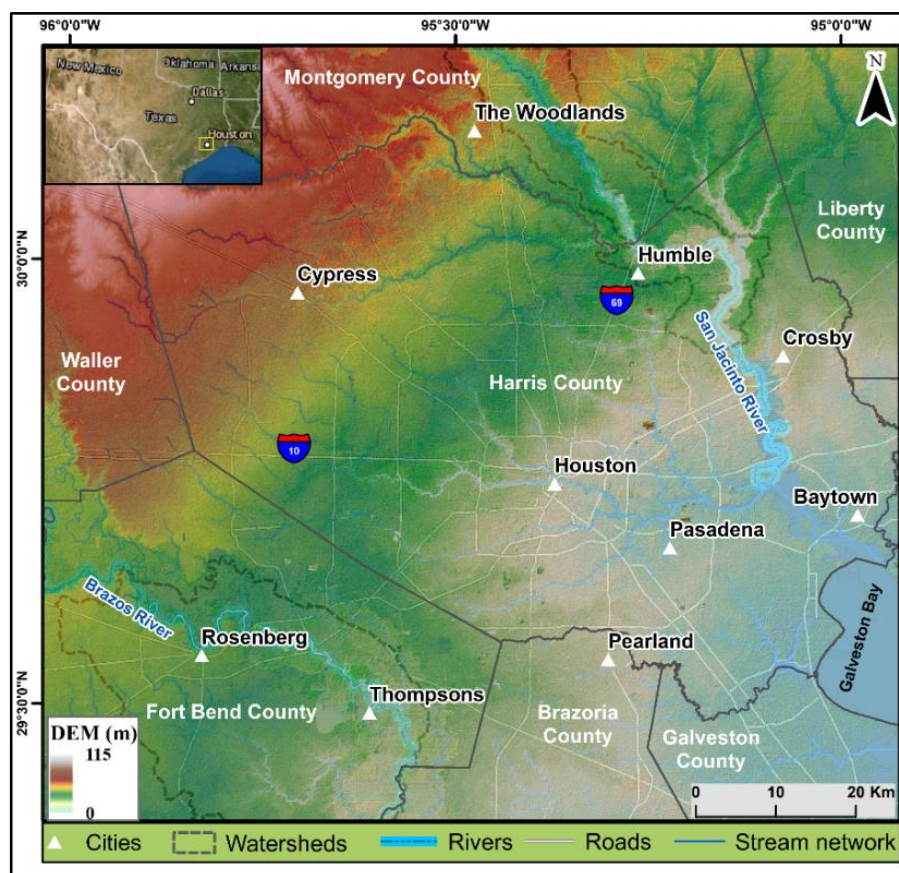 96°0'0"W
95°30'0"W
95°0'0"W
New Mexico
Oklahoma
Arkansa
Dallas
Texas
Houston
Montgomery County
The Woodlands
N
Liberty
County
30°0'0"N
Humble
Cypress
69
San Jacinto River
Crosby
Waller
County
Harris County
10
Houston
Baytown
Pasadena
Brazos River
Rosenberg
Pearland
Galveston Bay
29°30'0"N
Thompsons
Fort Bend County
Brazoria
County
Galveston
County
DEM (m)
115
0
0 10 20 Km
Cities Watersheds Rivers Roads Stream network